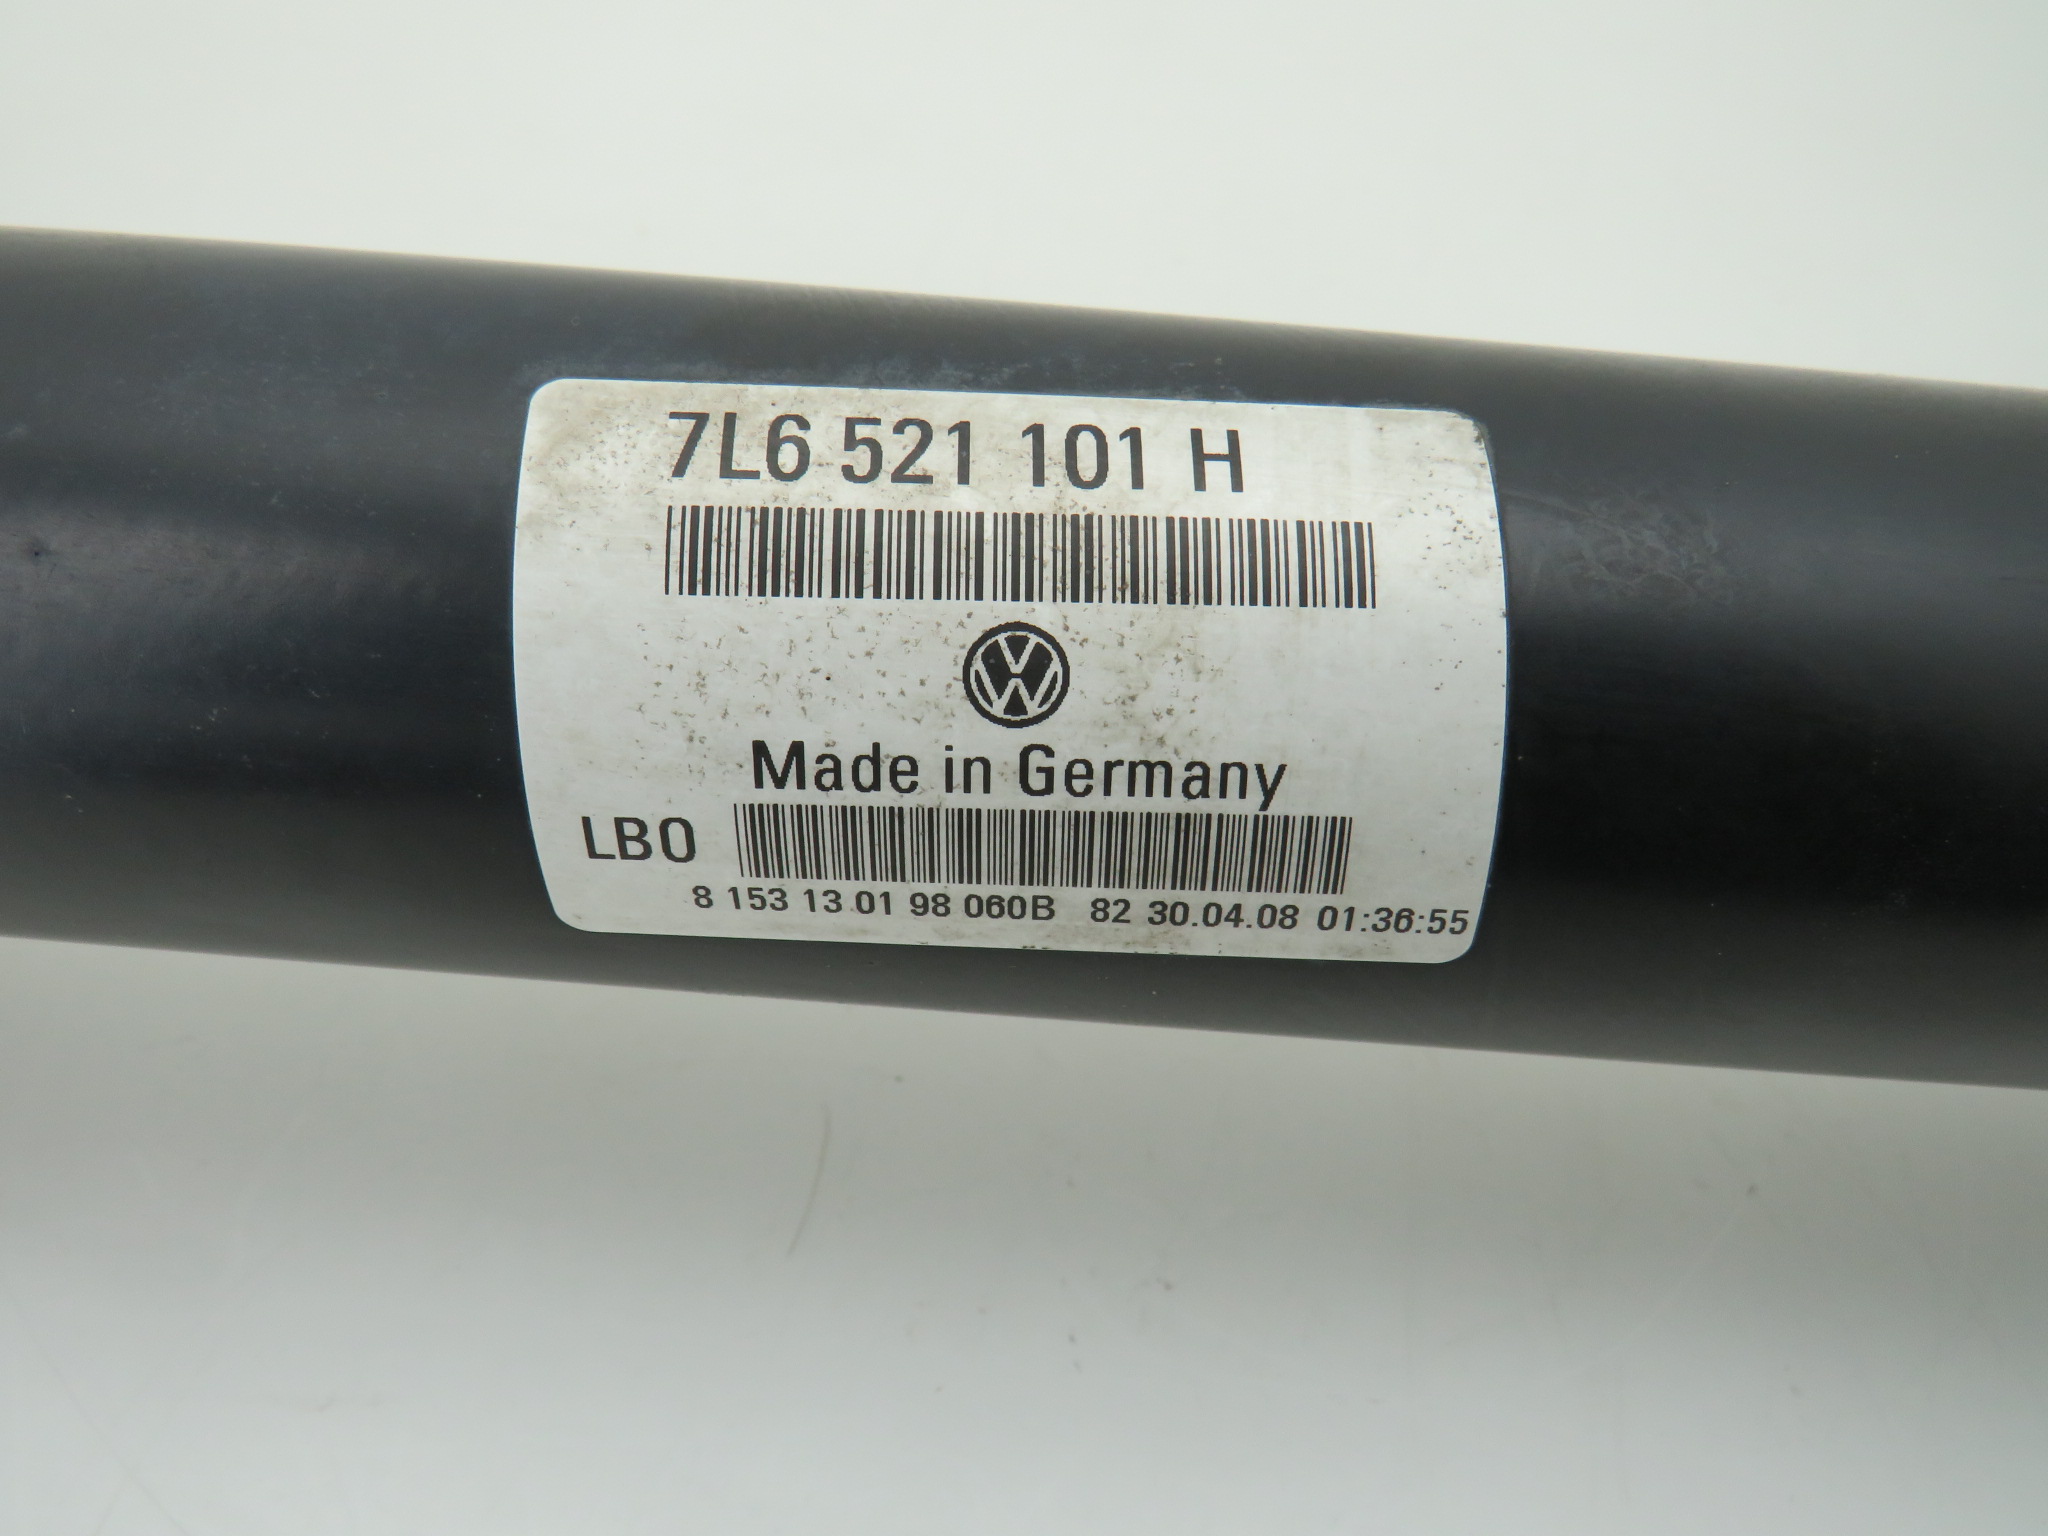 7L6 521 101 H
Made in Germany
LB0
8 153 13 01 98 060B 82 30.04.08 01:36:55